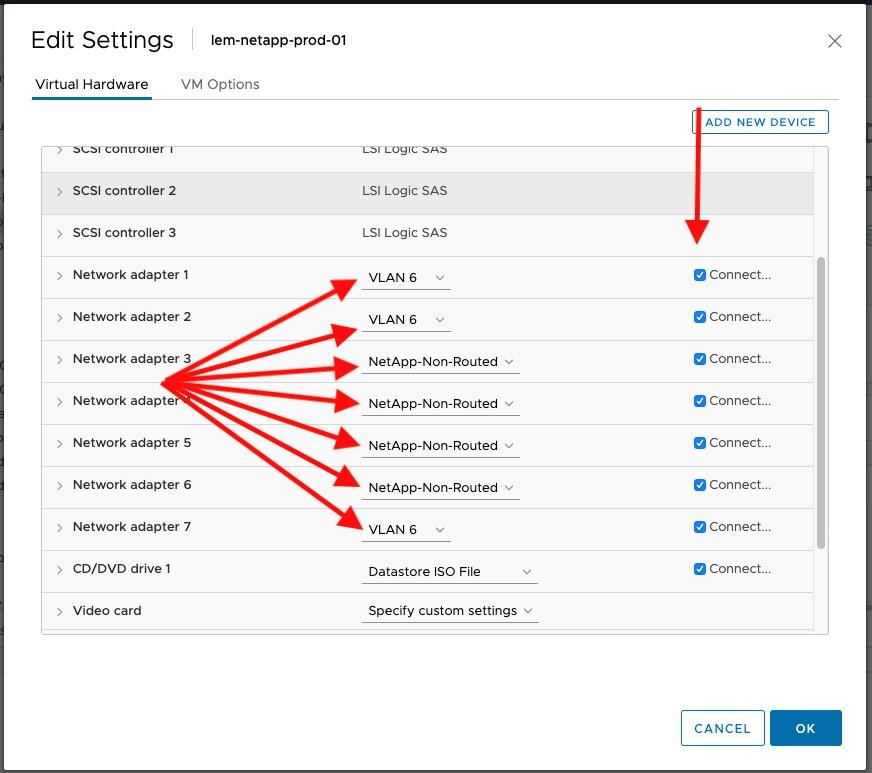 Edit Settings lem-netapp-prod-01
Virtual Hardware VM Options
ADD NEW DEVICE
SCSI controller 1 LSI Logic SAS
SCSI controller 2 LSI Logic SAS
SCSI controller 3 LSI Logic SAS
Network adapter 1 VLAN 6 Connect...
Network adapter 2 VLAN 6 Connect...
Network adapter 3 NetApp-Non-Routed Connect...
Network adapter 4 NetApp-Non-Routed Connect...
Network adapter 5 NetApp-Non-Routed Connect...
Network adapter 6 NetApp-Non-Routed Connect...
Network adapter 7 VLAN 6 Connect...
CD/DVD drive 1 Datastore ISO File Connect...
Video card Specify custom settings
CANCEL OK